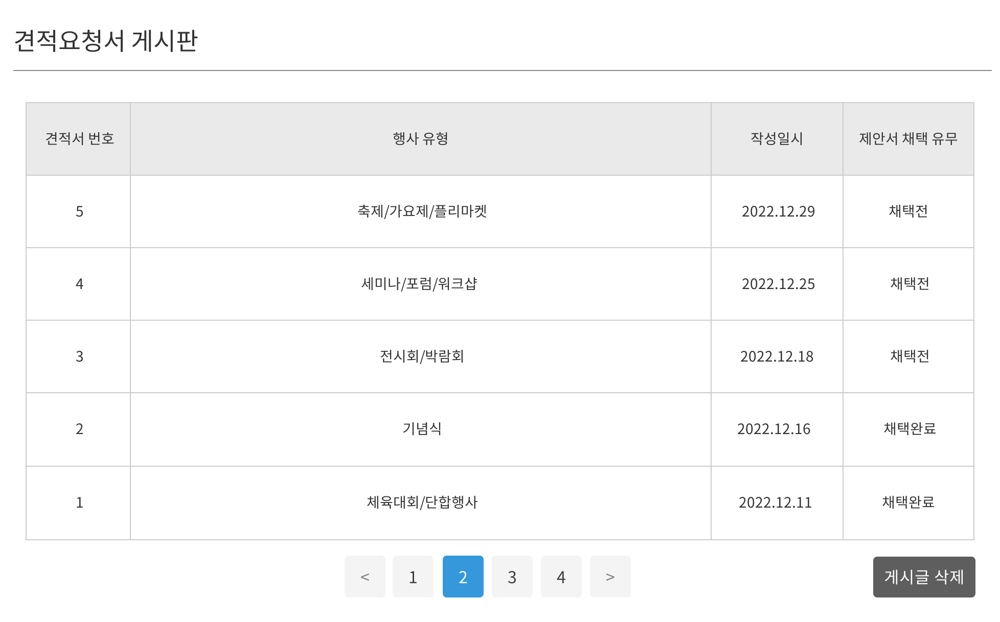 견적요청서 게시판
견적서 번호 행사 유형 작성일시 제안서 채택 유무
5 축제/가요제/플리마켓 2022.12.29 채택전
4 세미나/포럼/워크샵 2022.12.25 채택전
3 전시회/박람회 2022.12.18 채택전
2 기념식 2022.12.16 채택완료
1 체육대회/단합행사 2022.12.11 채택완료
< 1 2 3 4 > 게시글 삭제